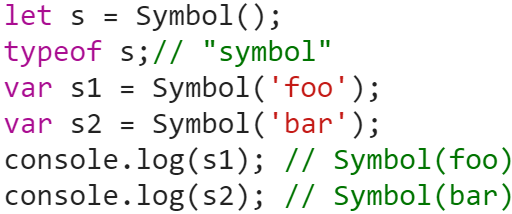 let s = Symbol();
typeof s;// "symbol"
var s1 = Symbol('foo');
var s2 = Symbol('bar');
console.log(s1); // Symbol(foo)
console.log(s2); // Symbol(bar)